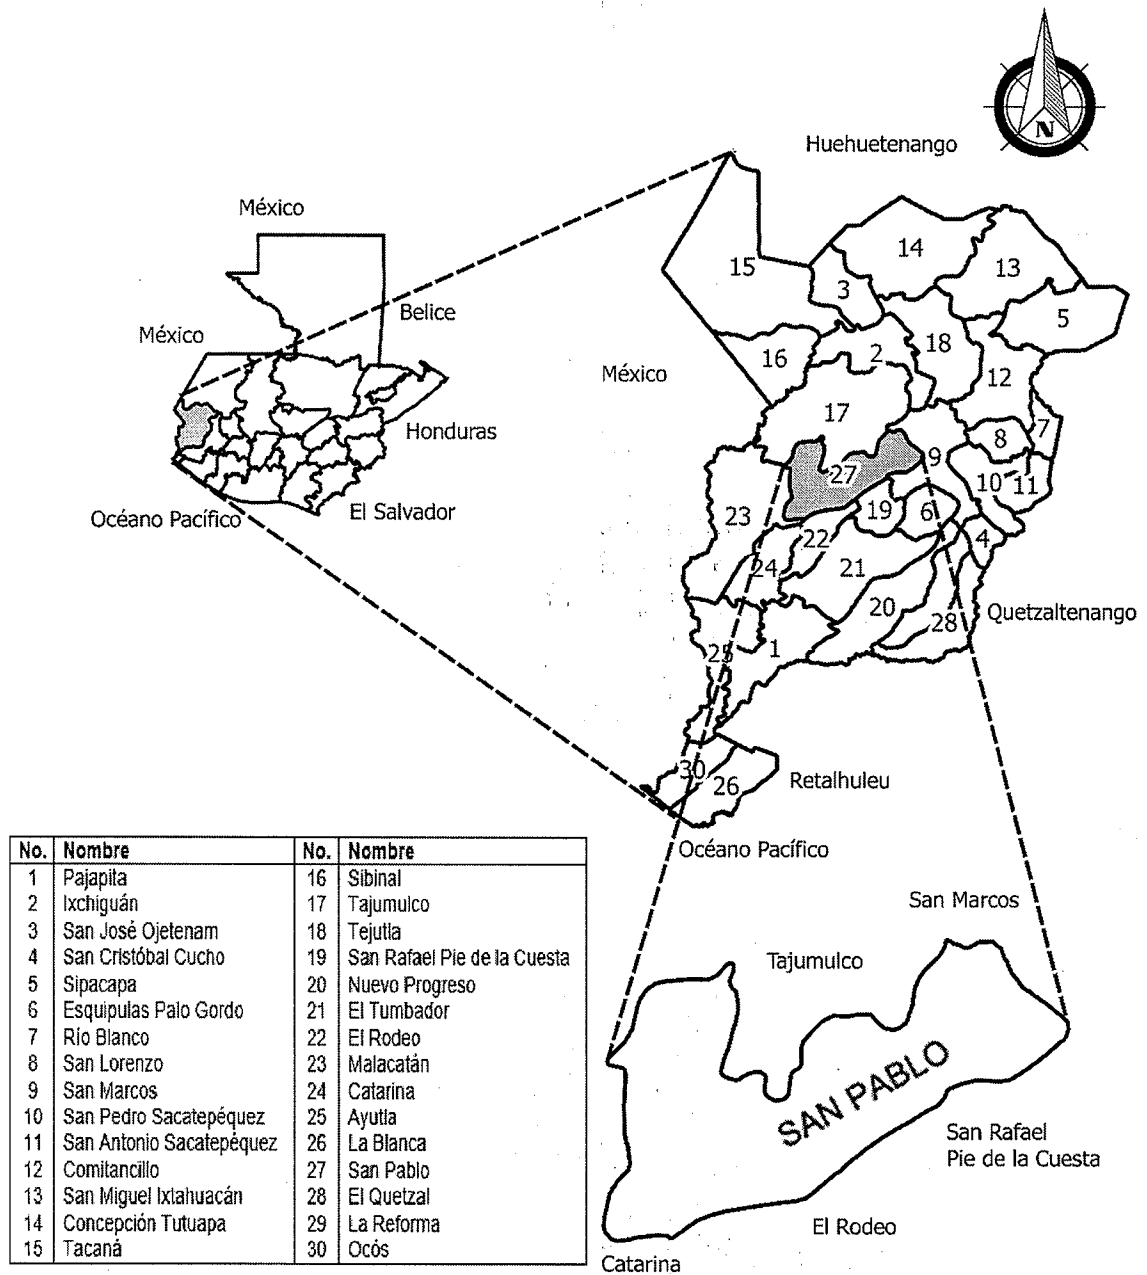 N
Huehuetenango
México
México
Belice
Honduras
El Salvador
Océano Pacífico
México
15
14
13
3
5
16
2
18
12
17
7
8
9
27
10
11
23
19
6
22
4
24
21
20
28
Quetzaltenango
25
1
30
26
Retalhuleu
Océano Pacífico
No. Nombre No. Nombre
1 Pajapita 16 Sibinal
2 Ixchiguán 17 Tajumulco
3 San José Ojetenam 18 Tejutla
4 San Cristóbal Cucho 19 San Rafael Pie de la Cuesta
5 Sipacapa 20 Nuevo Progreso
6 Esquipulas Palo Gordo 21 El Tumbador
7 Río Blanco 22 El Rodeo
8 San Lorenzo 23 Malacatán
9 San Marcos 24 Catarina
10 San Pedro Sacatepéquez 25 Ayutla
11 San Antonio Sacatepéquez 26 La Blanca
12 Comitancillo 27 San Pablo
13 San Miguel Ixtahuacán 28 El Quetzal
14 Concepción Tutuapa 29 La Reforma
15 Tacaná 30 Ocós
San Marcos
Tajumulco
SAN PABLO
San Rafael
Pie de la Cuesta
El Rodeo
Catarina